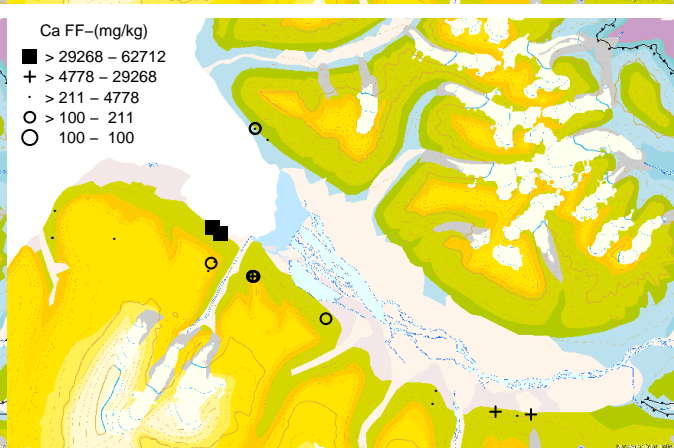 Ca FF−(mg/kg)
> 29268 − 62712
> 4778 − 29268
> 211 − 4778
> 100 − 211
100 − 100